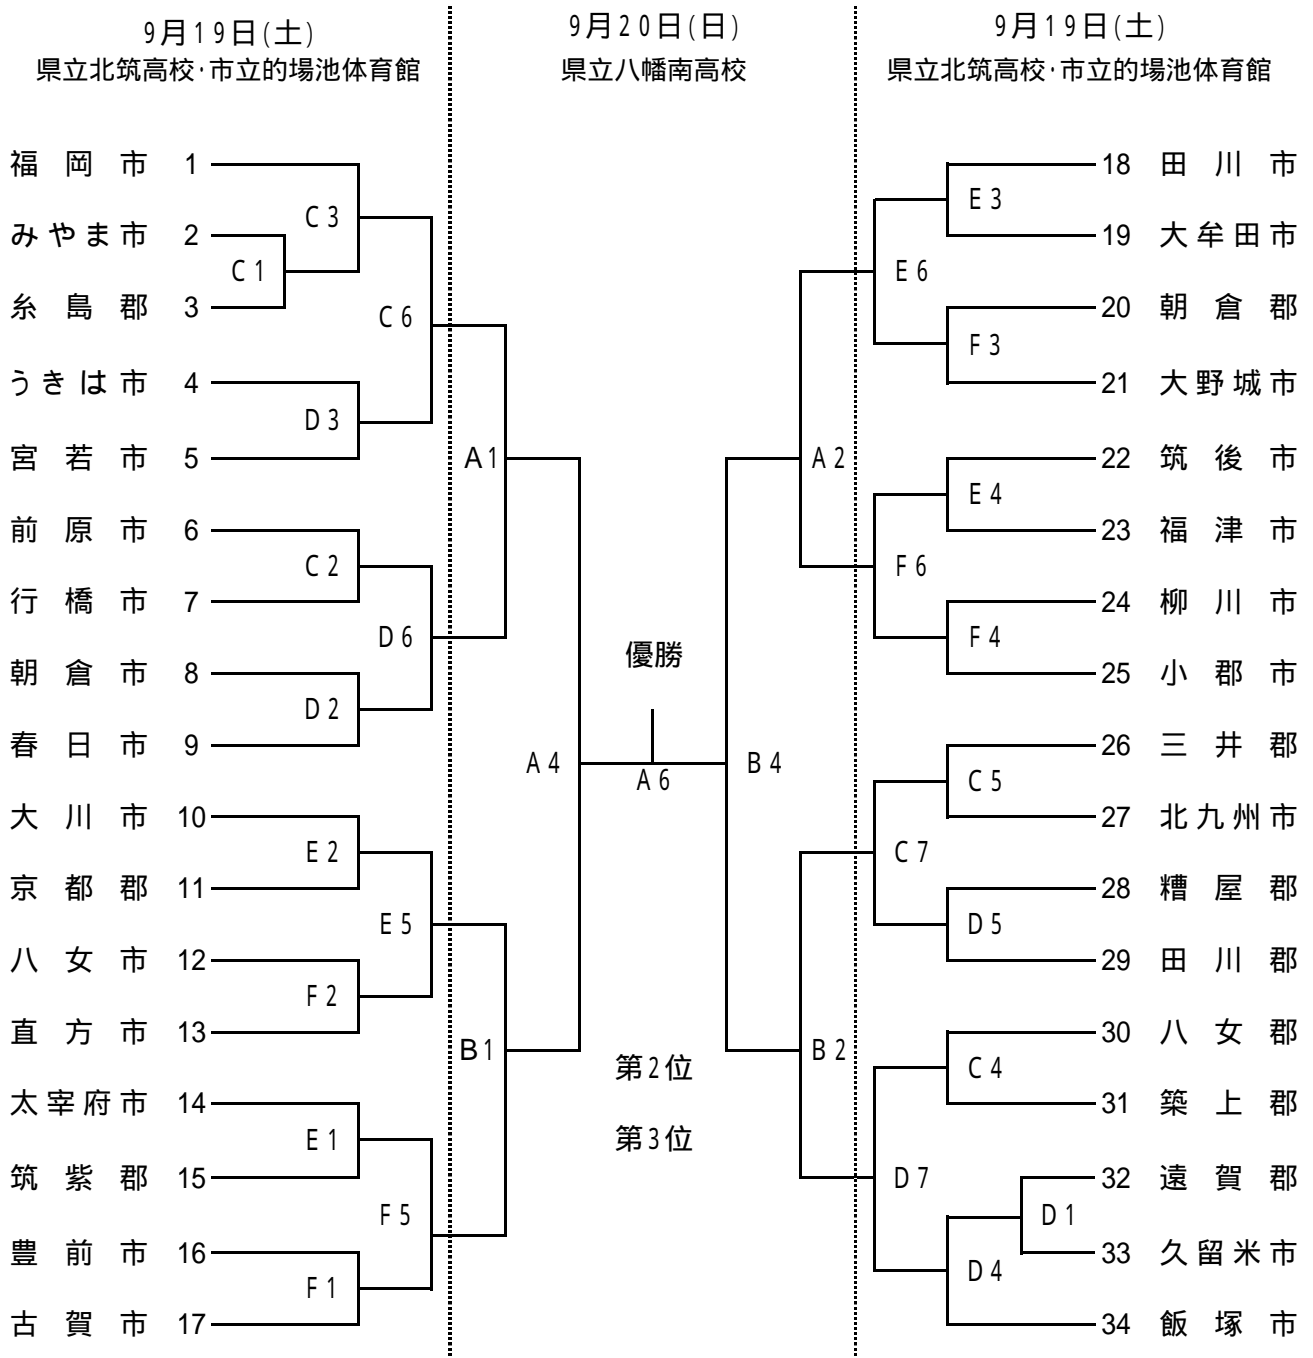 9月19日(土)
県立北筑高校・市立的場池体育館
9月20日(日)
県立八幡南高校
9月19日(土)
県立北筑高校・市立的場池体育館
福岡市 1
みやま市 2
糸島郡 3
うきは市 4
宮若市 5
前原市 6
行橋市 7
朝倉市 8
春日市 9
大川市 10
京都郡 11
八女市 12
直方市 13
太宰府市 14
筑紫郡 15
豊前市 16
古賀市 17
C3
C1
C6
D3
A1
C2
D6
D2
A4
E2
E5
F2
B1
E1
F5
F1
優勝
A6
第2位
第3位
E3
E6
F3
A2
E4
F6
F4
B4
C5
C7
D5
B2
C4
D7
D1
D4
18 田川市
19 大牟田市
20 朝倉郡
21 大野城市
22 筑後市
23 福津市
24 柳川市
25 小郡市
26 三井郡
27 北九州市
28 糟屋郡
29 田川郡
30 八女郡
31 築上郡
32 遠賀郡
33 久留米市
34 飯塚市